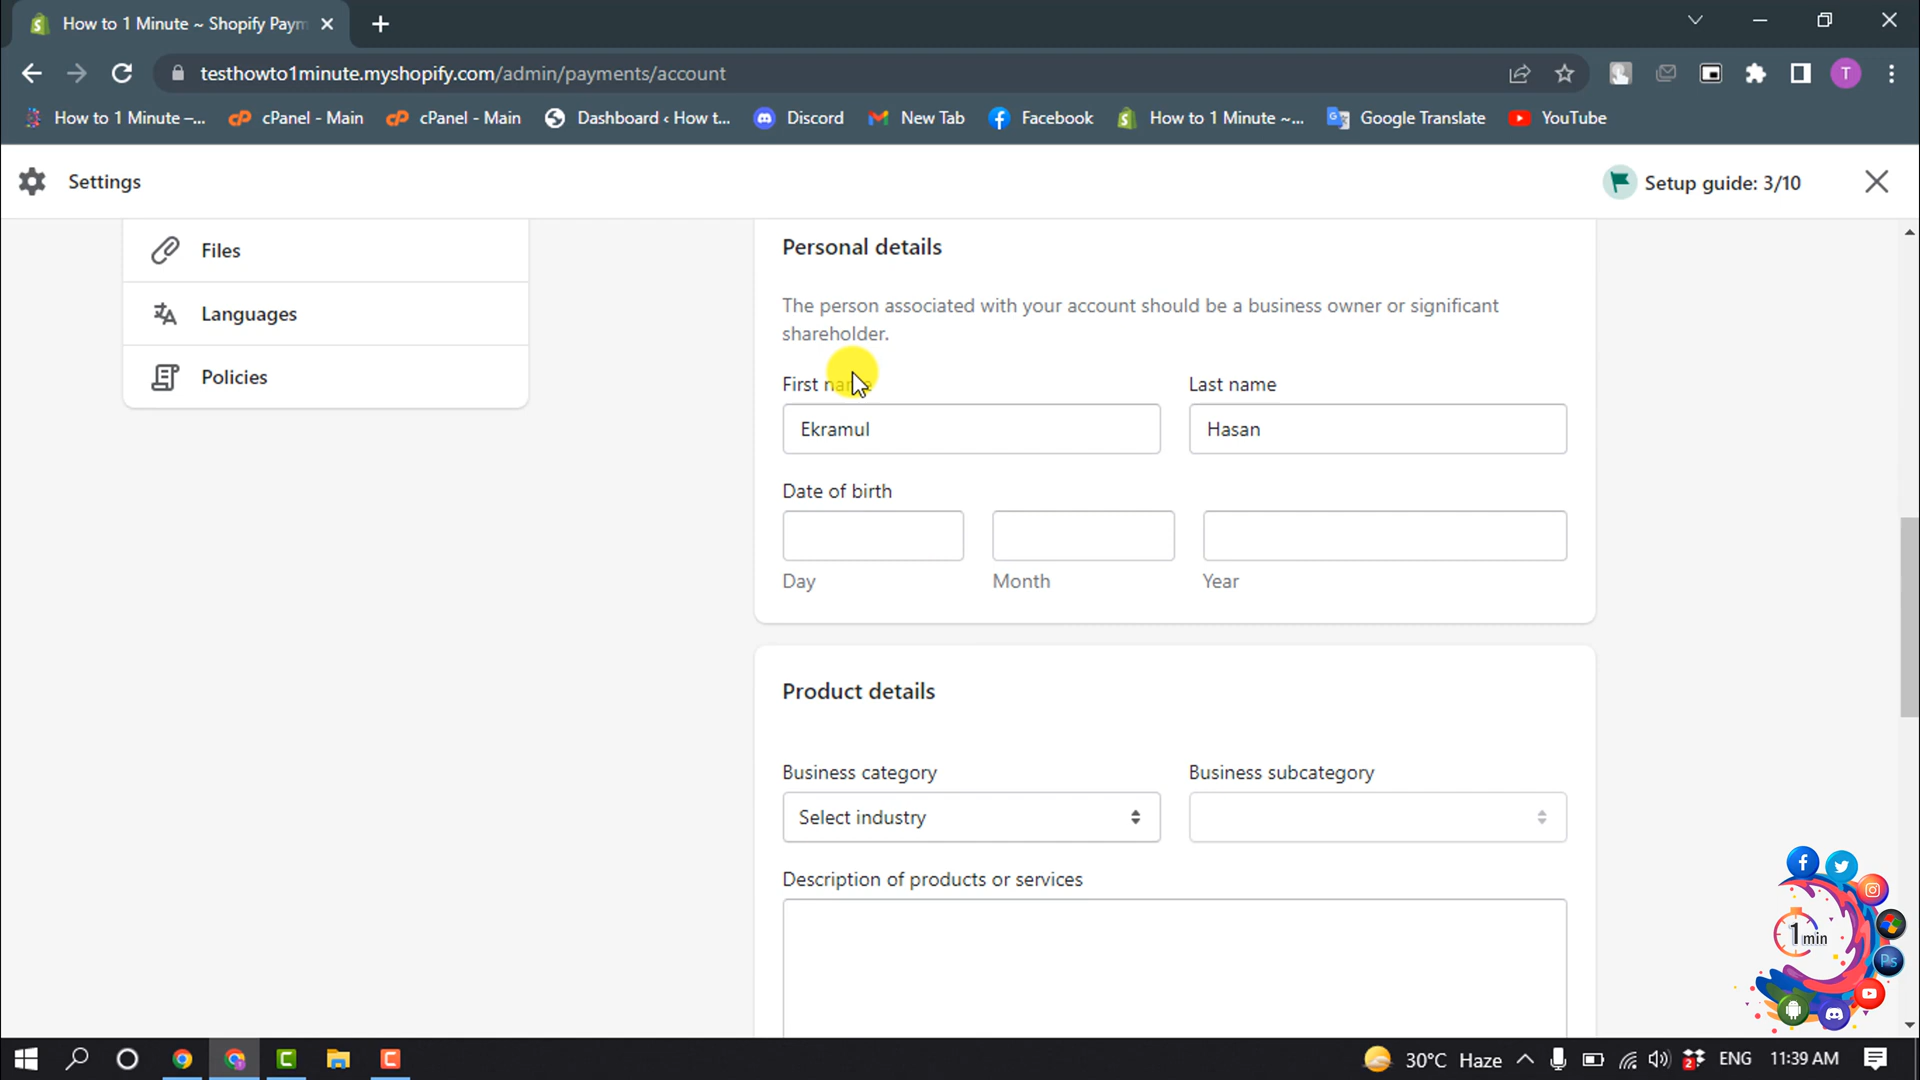 How to 1 Minute ~ Shopify Paym
testhowto1minute.myshopify.com/admin/payments/account
T
How to 1 Minute –...
cPanel - Main
cPanel - Main
Dashboard ‹ How t...
Discord
New Tab
Facebook
How to 1 Minute ~...
Google Translate
YouTube
Settings
Setup guide: 3/10
Files
Languages
Policies
Personal details
The person associated with your account should be a business owner or significant
shareholder.
First name
Last name
Ekramul
Hasan
Date of birth
Day
Month
Year
Product details
Business category
Business subcategory
Select industry
Description of products or services
1 min
Ps
30°C Haze
2
ENG
11:39 AM